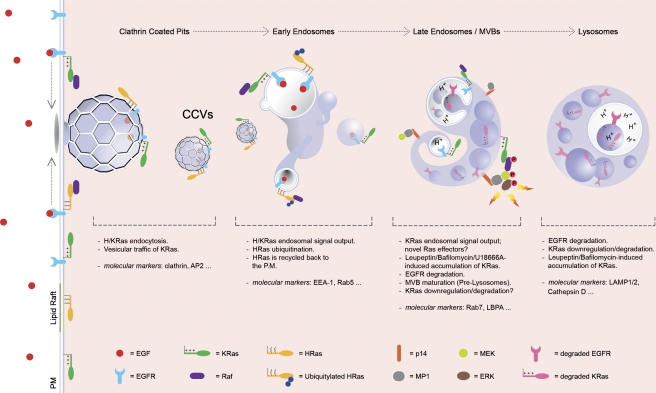 Clathrin Coated Pits
Early Endosomes
Late Endosomes / MVBs
Lysosomes
CCVs
H⁺
H⁺
H⁺
H⁺
H⁺
H⁺
H⁺
H⁺
H⁺
- H/KRas endocytosis.
- Vesicular traffic of KRas.
- molecular markers: clathrin, AP2 ...
- H/KRas endosomal signal output.
- HRas ubiquitination.
- HRas is recycled back to
the P.M.
- molecular markers: EEA-1, Rab5 ...
- KRas endosomal signal output;
novel Ras effectors?
- Leupeptin/Bafilomycin/U18666A-
induced accumulation of KRas.
- EGFR degradation.
- MVB maturation (Pre-Lysosomes).
- KRas downregulation/degradation?
- molecular markers: Rab7, LBPA ...
- EGFR degradation.
- KRas downregulation/degradation.
- Leupeptin/Bafilomycin-induced
accumulation of KRas.
- molecular markers: LAMP1/2,
Cathepsin D ...
Lipid Raft
PM
= EGF
= KRas
= HRas
= p14
= MEK
= degraded EGFR
= EGFR
= Raf
= Ubiquitylated HRas
= MP1
= ERK
= degraded KRas